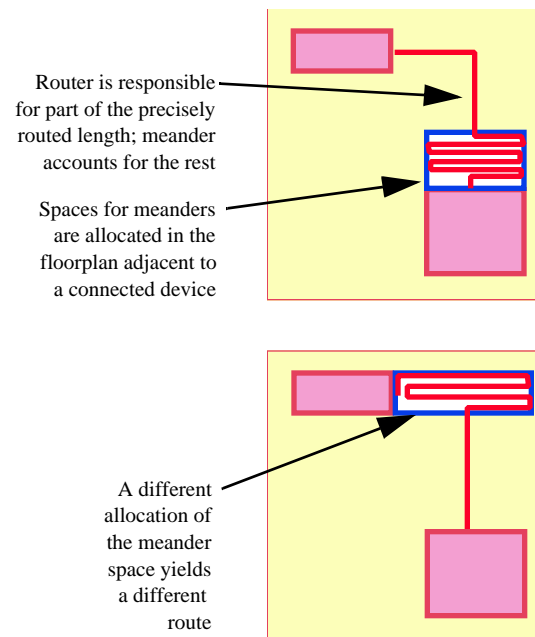 Router is responsible
for part of the precisely
routed length; meander
accounts for the rest
Spaces for meanders
are allocated in the
floorplan adjacent to
a connected device
A different
allocation of
the meander
space yields
a different
route